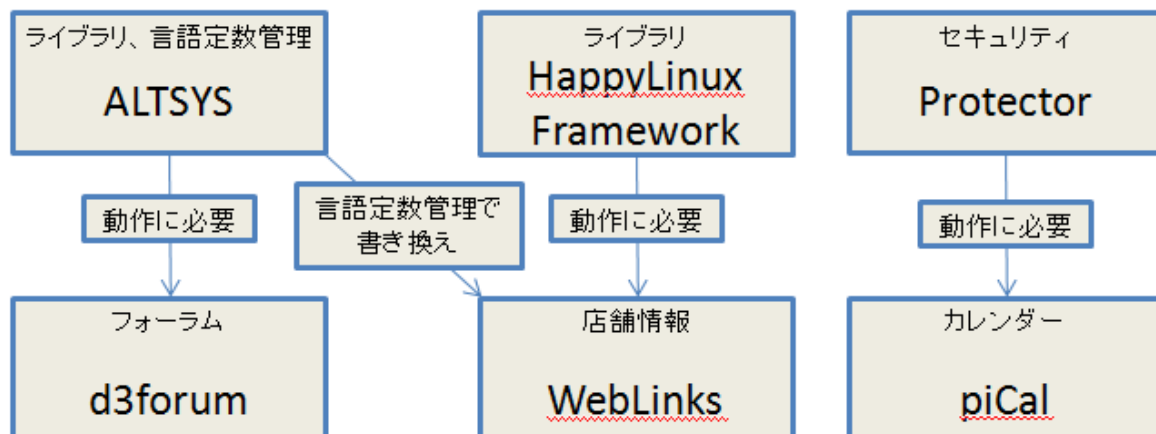 ライブラリ、言語定数管理
ALTSYS
ライブラリ
HappyLinux
Framework
セキュリティ
Protector
動作に必要
言語定数管理で
書き換え
動作に必要
動作に必要
フォーラム
d3forum
店舗情報
WebLinks
カレンダー
piCal